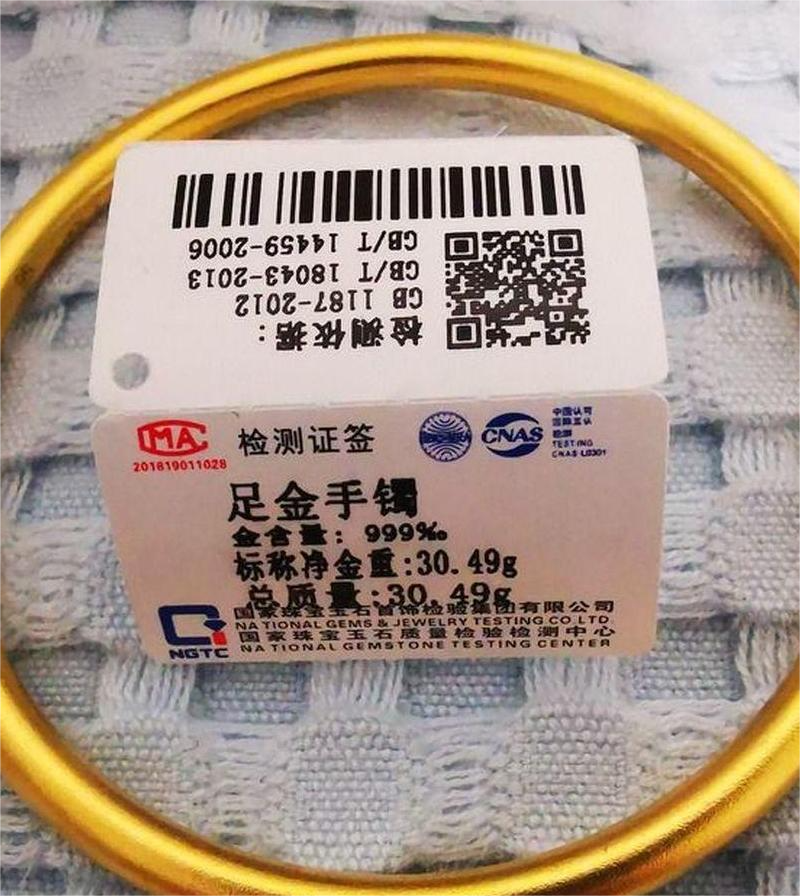 检测依据：
GB 1187-2012
GB/T 18043-2013
GB/T 14459-2006
MA
201819011028
检测证签
CNAS
中国认可
国际互认
检测
TESTING
CNAS L0301
足金手镯
金含量: 999‰
标称净金重:30.49g
总质量:30.49g
国家珠宝玉石首饰检验集团有限公司
NATIONAL GEMS & JEWELRY TESTING CO.LTD
国家珠宝玉石质量检验检测中心
NATIONAL GEMSTONE TESTING CENTER
NGTC